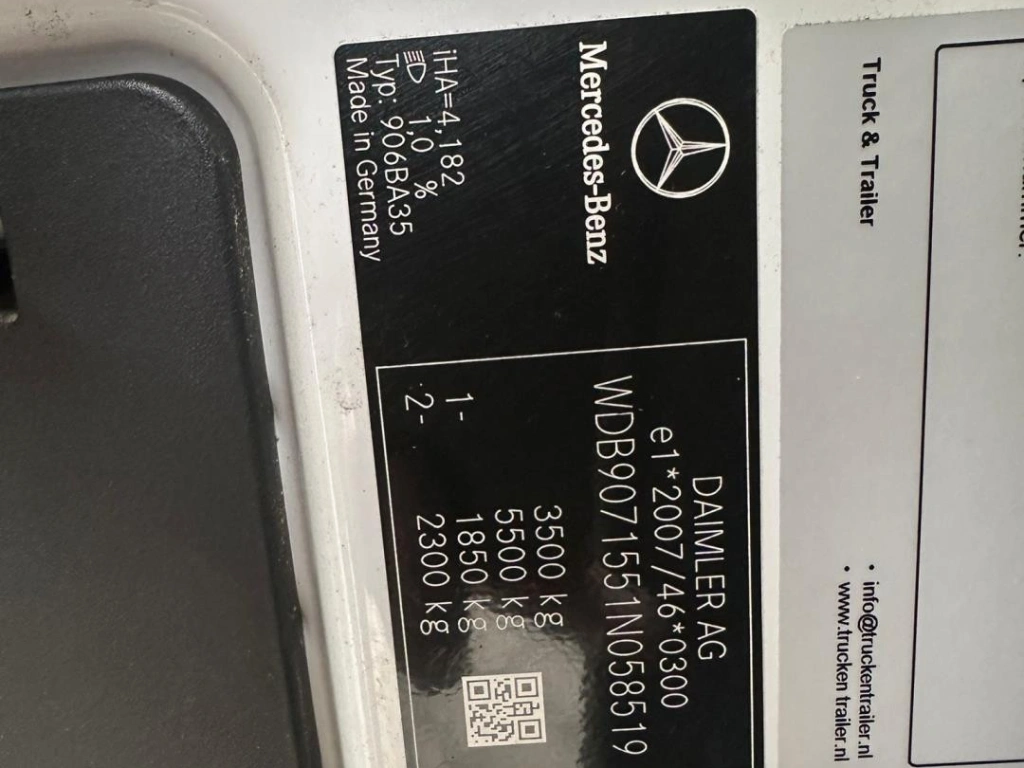 Mercedes-Benz
iHA=4,182
1,0 %
Typ: 906BA35
Made in Germany
DAIMLER AG
e1*2007/46*0300
WDB9071551N058519
3500 kg
5500 kg
1- 1850 kg
2- 2300 kg
Truck & Trailer
• info@truckentrailer.nl
• www.trucken trailer.nl